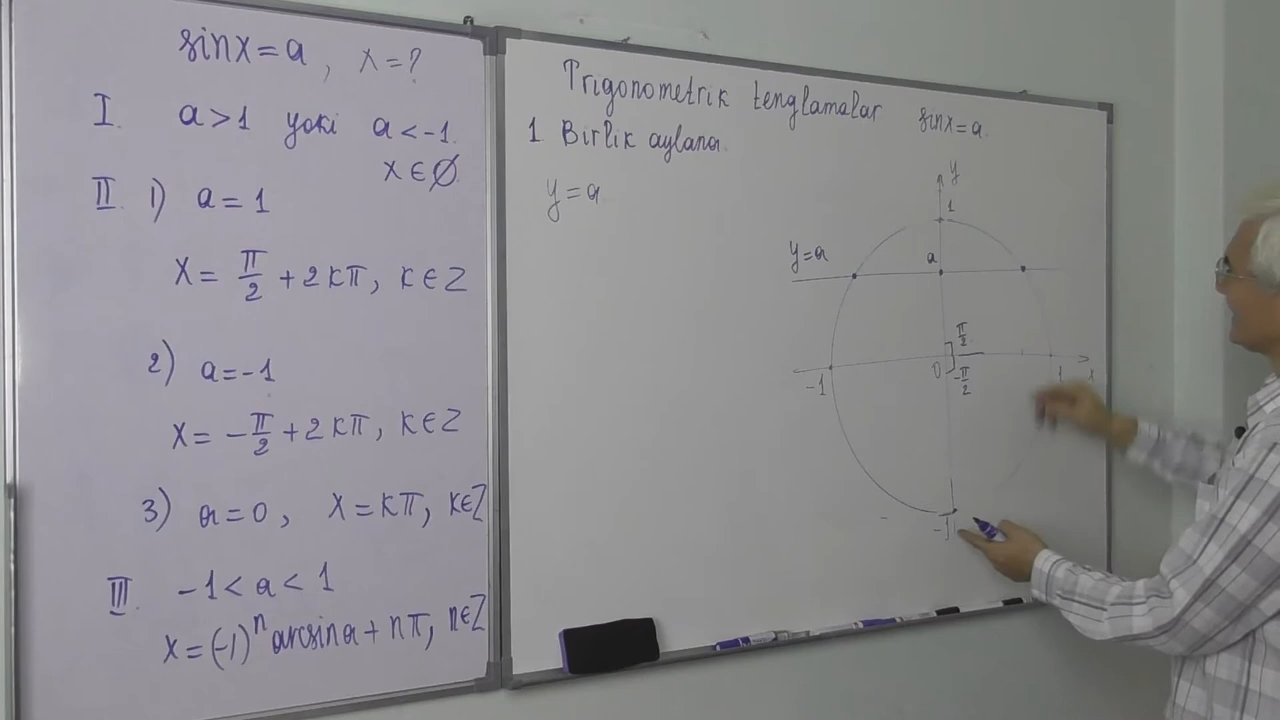 sinx = a, x = ?
I. a > 1 yoki a < -1.
x ∈ ∅.
II. 1) a = 1
x = π/2 + 2kπ, k ∈ Z
2) a = -1
x = -π/2 + 2kπ, k ∈ Z
3) a = 0, x = kπ, k ∈ Z
III. -1 < a < 1
x = (-1)ⁿ arcsin a + nπ, n ∈ Z
Trigonometrik tenglamalar sinx = a.
1 Birlik aylana.
y = a
y
1
y = a
a
π/2
-1
0
-π/2
1
x
-1